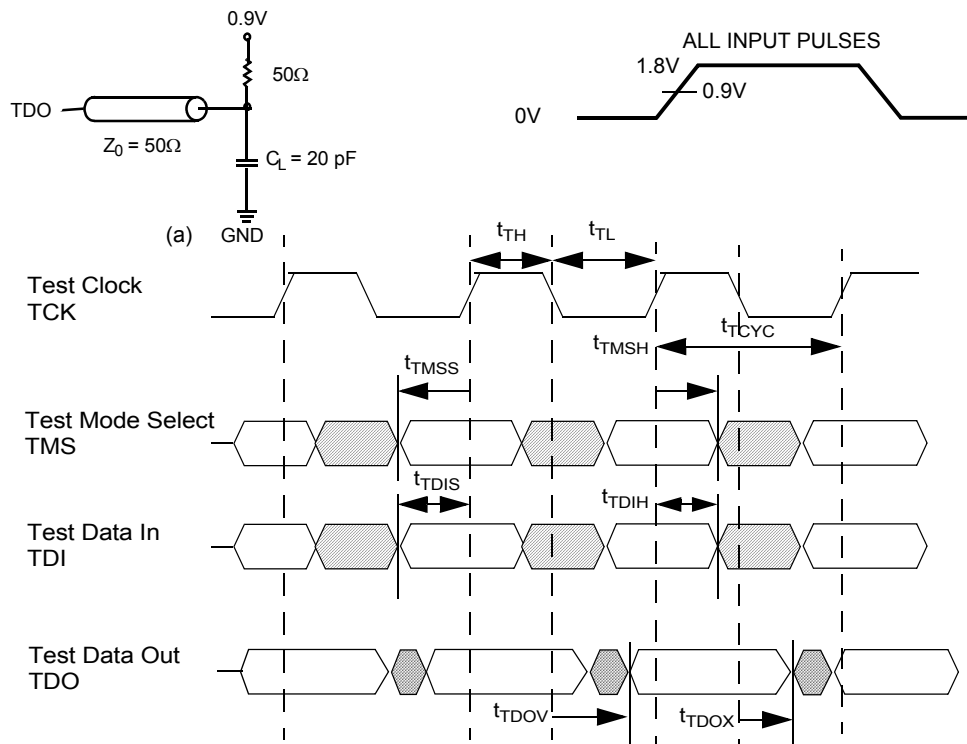 0.9V
50Ω
TDO
Z0 = 50Ω
CL = 20 pF
(a) GND
ALL INPUT PULSES
1.8V
0.9V
0V
tTH
tTL
Test Clock
TCK
tTCYC
tTMSH
tTMSS
Test Mode Select
TMS
tTDIS
tTDIH
Test Data In
TDI
Test Data Out
TDO
tTDOV
tTDOX